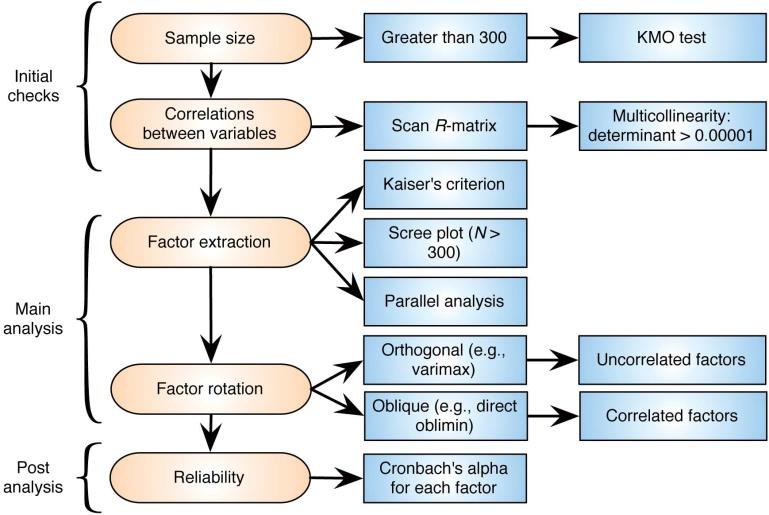 Initial
checks
Sample size
Greater than 300
KMO test
Correlations
between variables
Scan R-matrix
Multicollinearity:
determinant > 0.00001
Main
analysis
Factor extraction
Kaiser's criterion
Scree plot (N >
300)
Parallel analysis
Factor rotation
Orthogonal (e.g.,
varimax)
Uncorrelated factors
Oblique (e.g., direct
oblimin)
Correlated factors
Post
analysis
Reliability
Cronbach's alpha
for each factor